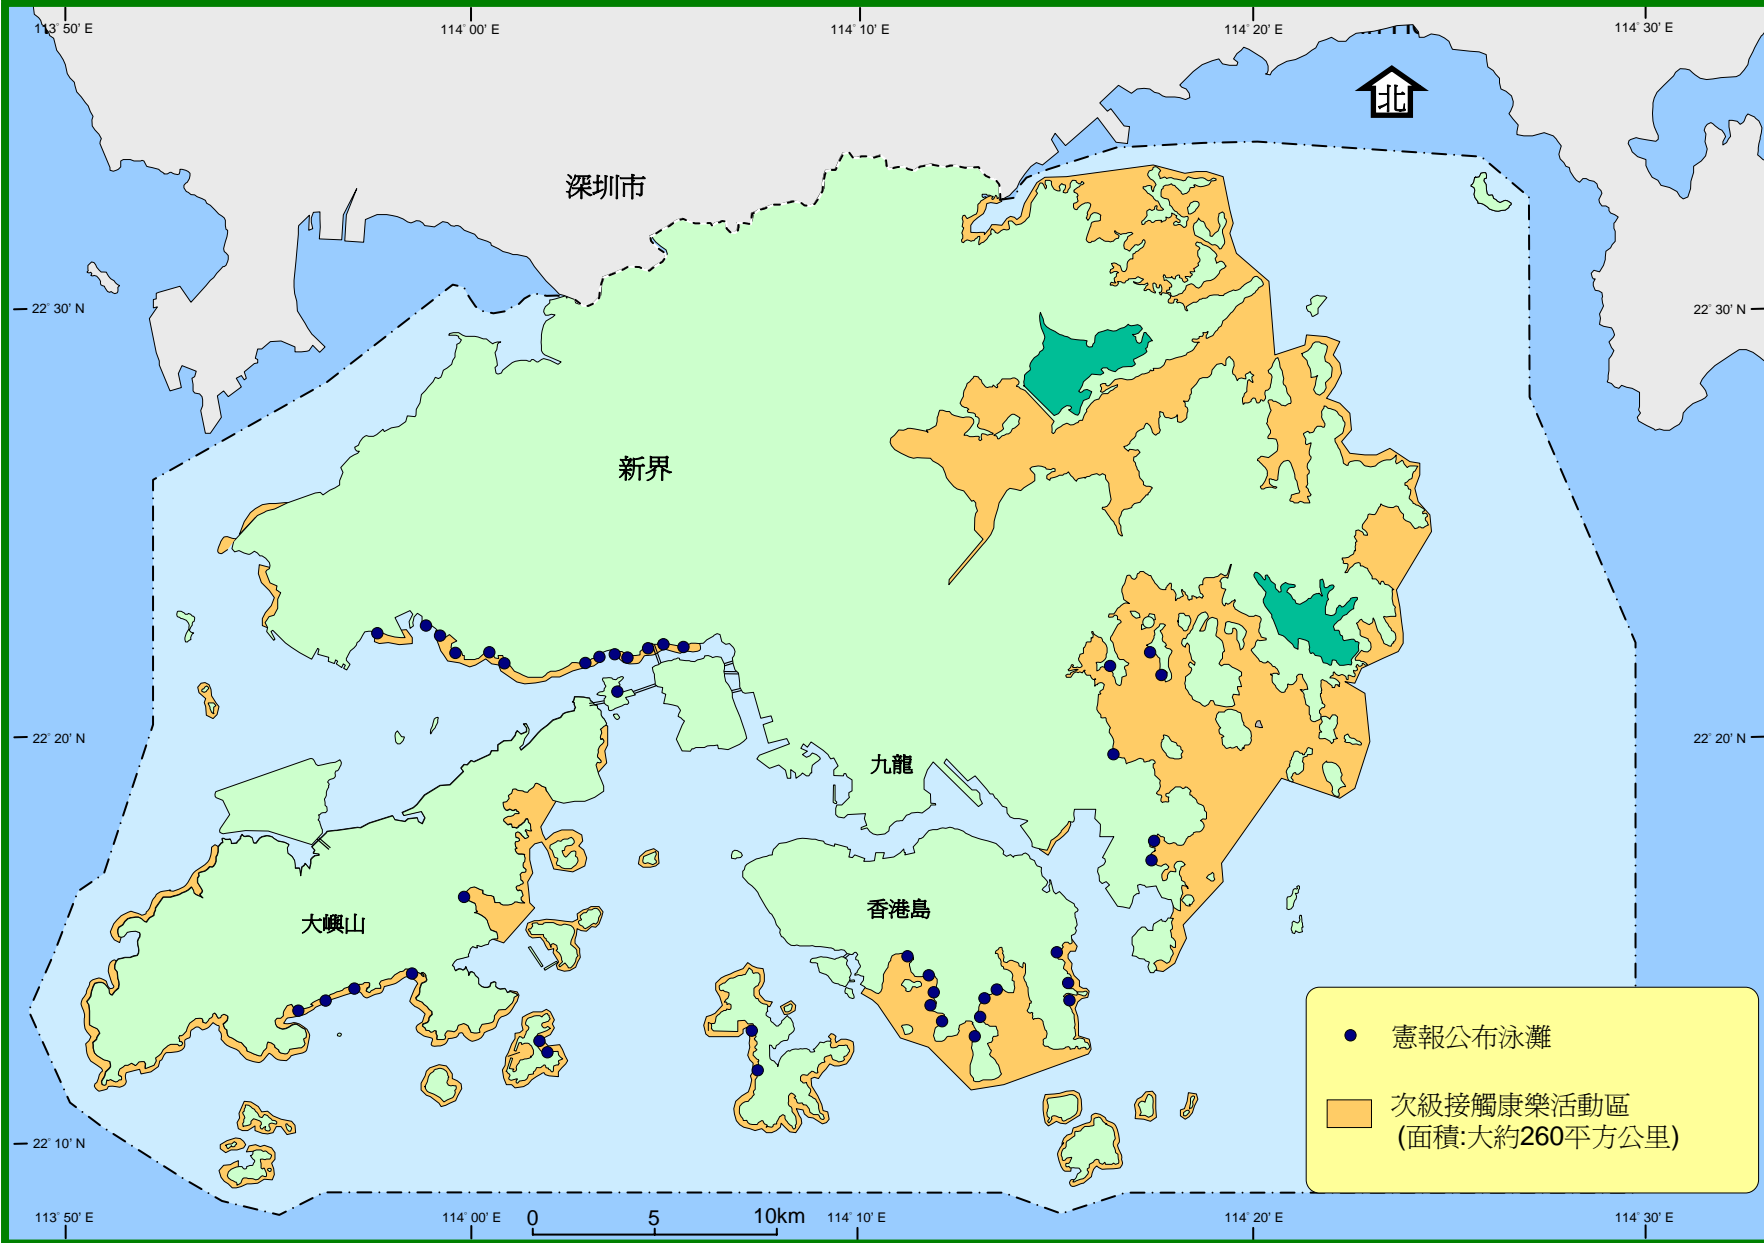 113° 50' E
114° 00' E
114° 10' E
114° 20' E
114° 30' E
北
深圳市
22° 30' N
22° 30' N
新界
22° 20' N
22° 20' N
九龍
香港島
大嶼山
憲報公布泳灘
次級接觸康樂活動區
(面積:大約260平方公里)
22° 10' N
113° 50' E
114° 00' E
0
5
10km
114° 10' E
114° 20' E
114° 30' E